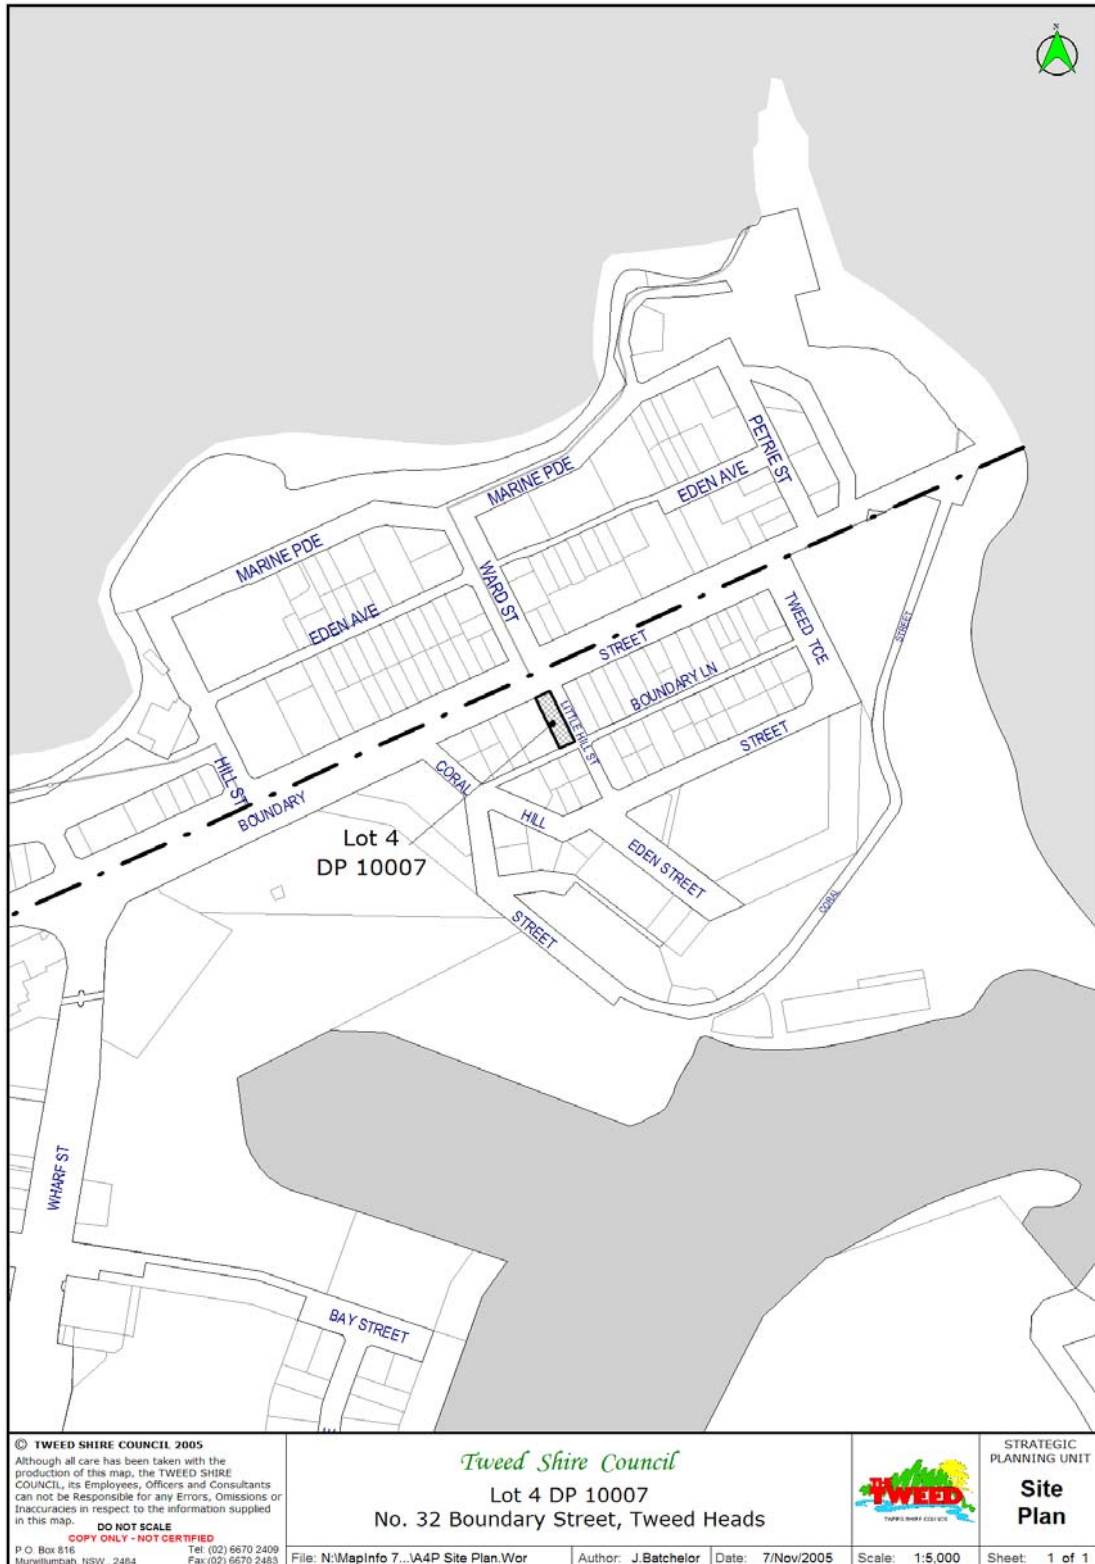 N
MARINE PDE
PETRIE ST
EDEN AVE
MARINE PDE
WARD ST
EDEN AVE
STREET
TWEED TCE
STREET
BOUNDARY LN
LITTLE HILL ST
STREET
HILL ST
CORAL
BOUNDARY
HILL
Lot 4
DP 10007
EDEN STREET
CORAL
STREET
WHARF ST
BAY STREET
© TWEED SHIRE COUNCIL 2005
Although all care has been taken with the
production of this map, the TWEED SHIRE
COUNCIL, its Employees, Officers and Consultants
can not be Responsible for any Errors, Omissions or
Inaccuracies in respect to the information supplied
in this map.
DO NOT SCALE
COPY ONLY - NOT CERTIFIED
P.O. Box 816
Murwillumbah, NSW, 2484
Tel: (02) 6670 2409
Fax:(02) 6670 2483
Tweed Shire Council
Lot 4 DP 10007
No. 32 Boundary Street, Tweed Heads
File: N:\MapInfo 7...\A4P Site Plan.Wor
Author: J.Batchelor
Date: 7/Nov/2005
THE TWEED
TWEED SHIRE COUNCIL
Scale: 1:5,000
STRATEGIC
PLANNING UNIT
Site
Plan
Sheet: 1 of 1